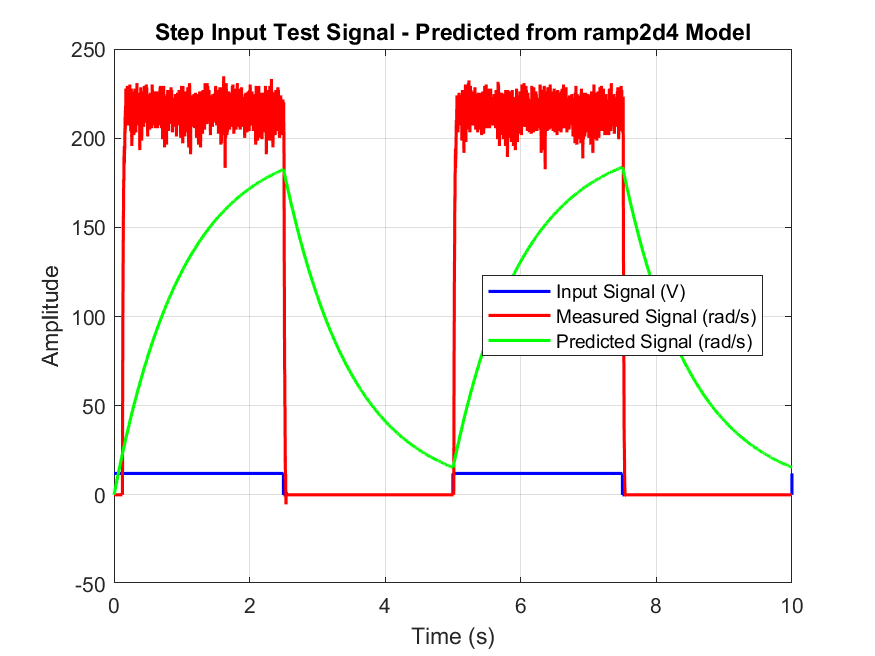 Step Input Test Signal - Predicted from ramp2d4 Model
250
200
150
100
50
0
-50
Amplitude
Input Signal (V)
Measured Signal (rad/s)
Predicted Signal (rad/s)
0 2 4 6 8 10
Time (s)